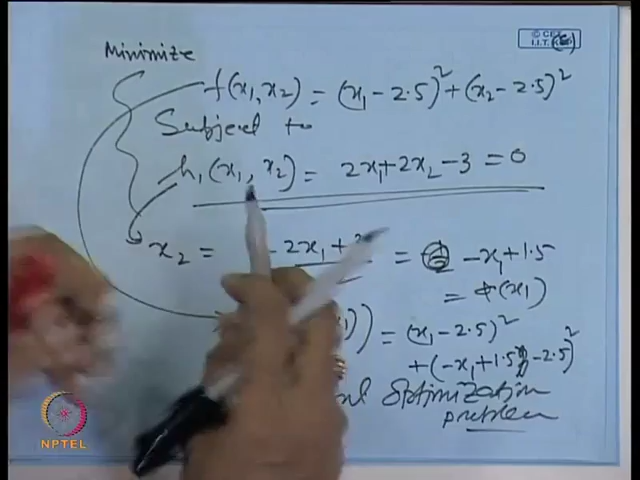 © CET
I.I.T.
Minimize
f(x₁,x₂) = (x₁ - 2.5)² + (x₂ - 2.5)²
Subject to
h₁(x₁, x₂) = 2x₁+2x₂ - 3 = 0
x₂ = - 2x₁ + = -x₁+1.5
= φ(x₁)
)) = (x₁ - 2.5)²
+ (-x₁ + 1.5 - 2.5)²
Optimization
problem
NPTEL